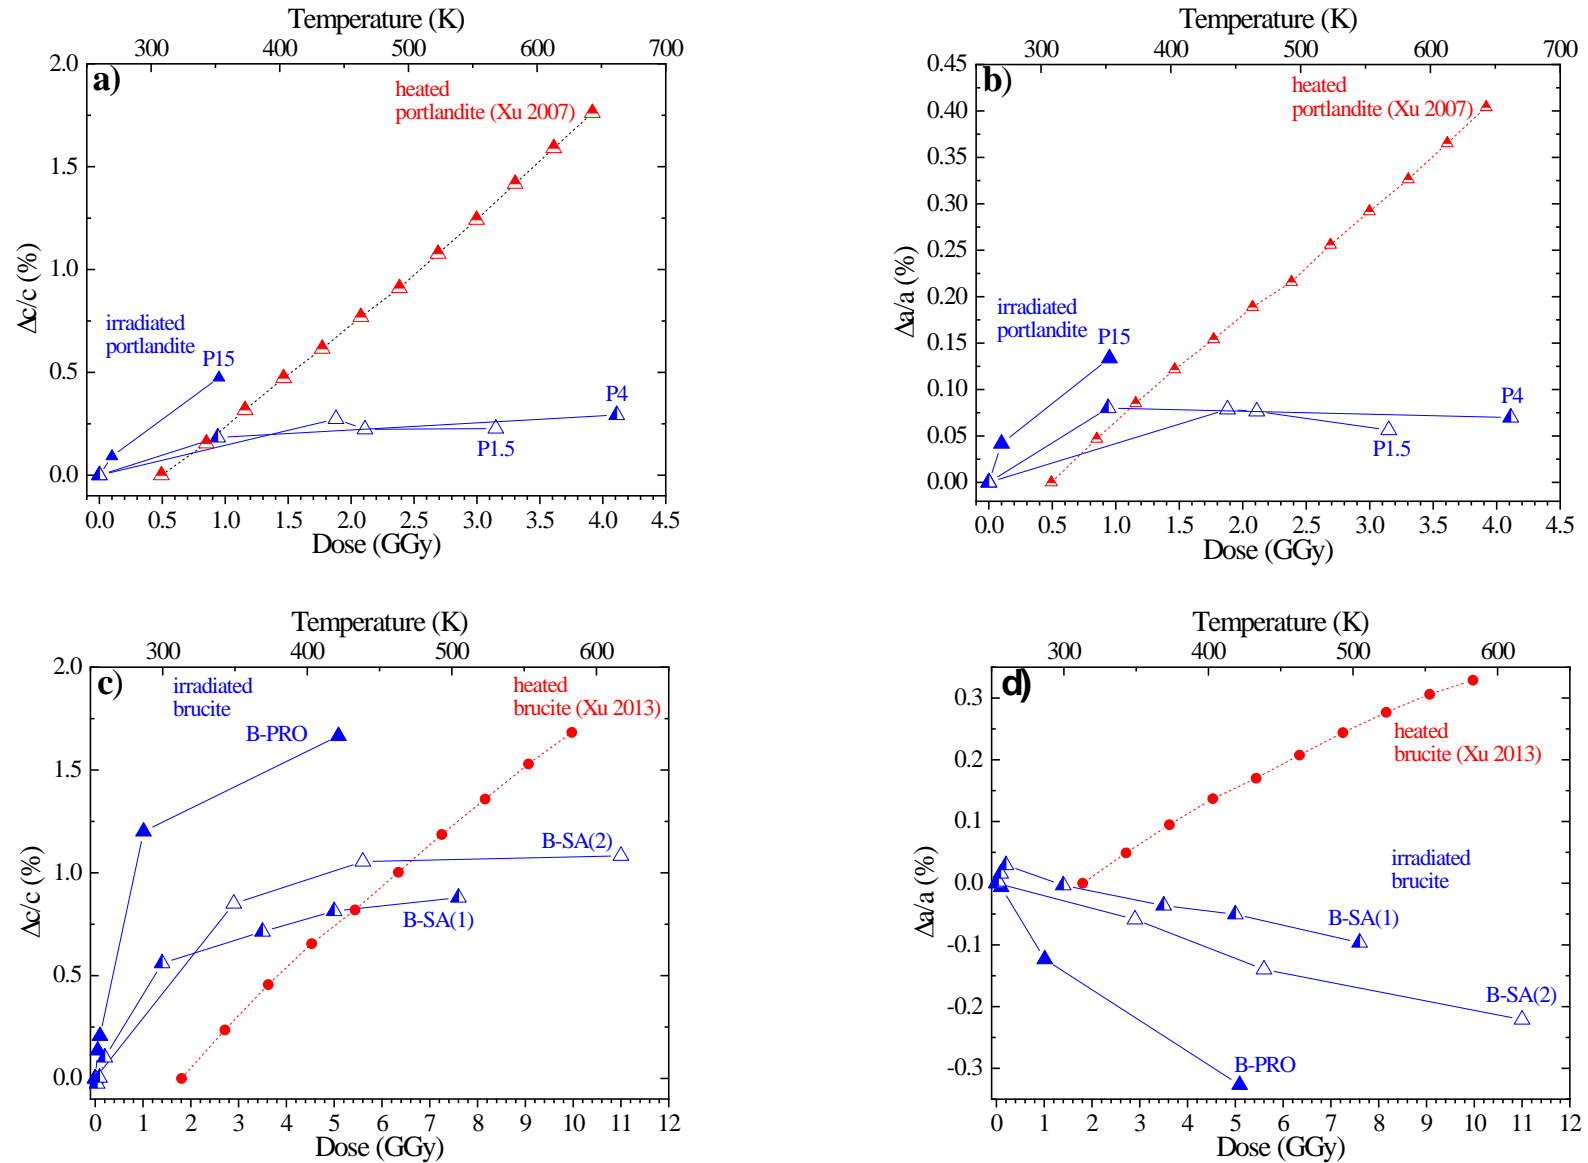 Temperature (K)
300 400 500 600 700
a)
2.0
1.5
1.0
0.5
0.0
Δc/c (%)
heated
portlandite (Xu 2007)
irradiated
portlandite
P15
P4
P1.5
0.0 0.5 1.0 1.5 2.0 2.5 3.0 3.5 4.0 4.5
Dose (GGy)
Temperature (K)
300 400 500 600 700
b)
0.45
0.40
0.35
0.30
0.25
0.20
0.15
0.10
0.05
0.00
Δa/a (%)
heated
portlandite (Xu 2007)
irradiated
portlandite
P15
P4
P1.5
0.0 0.5 1.0 1.5 2.0 2.5 3.0 3.5 4.0 4.5
Dose (GGy)
Temperature (K)
300 400 500 600
c)
2.0
1.5
1.0
0.5
0.0
Δc/c (%)
irradiated
brucite
B-PRO
heated
brucite (Xu 2013)
B-SA(2)
B-SA(1)
0 1 2 3 4 5 6 7 8 9 10 11 12
Dose (GGy)
Temperature (K)
300 400 500 600
d)
0.3
0.2
0.1
0.0
-0.1
-0.2
-0.3
Δa/a (%)
heated
brucite (Xu 2013)
irradiated
brucite
B-SA(1)
B-SA(2)
B-PRO
0 1 2 3 4 5 6 7 8 9 10 11 12
Dose (GGy)